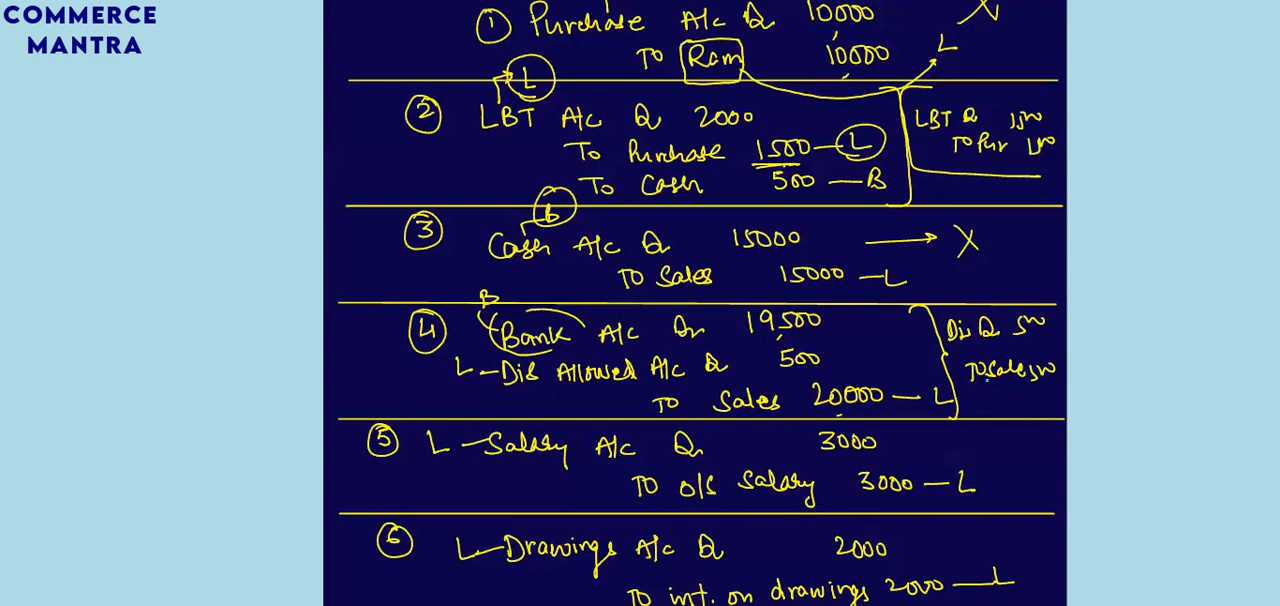 COMMERCE
MANTRA
① Purchase A/c Dr 10000 X
To Ram 10000 L
L
② LBT A/c Dr 2000
To Purchase 1500 — L
To Cash 500 — B
LBT Dr
To Pur
B
③ Cash A/c Dr 15000 → X
To Sales 15000 — L
B
④ Bank A/c Dr 19,500
L — Dis Allowed A/c Dr 500
To Sales 20000 — L
Dis Dr 500
To Sales 500
⑤ L — Salary A/c Dr 3000
To O/S Salary 3000 — L
⑥ L — Drawings A/c Dr 2000
To int. on drawings 2000 — L